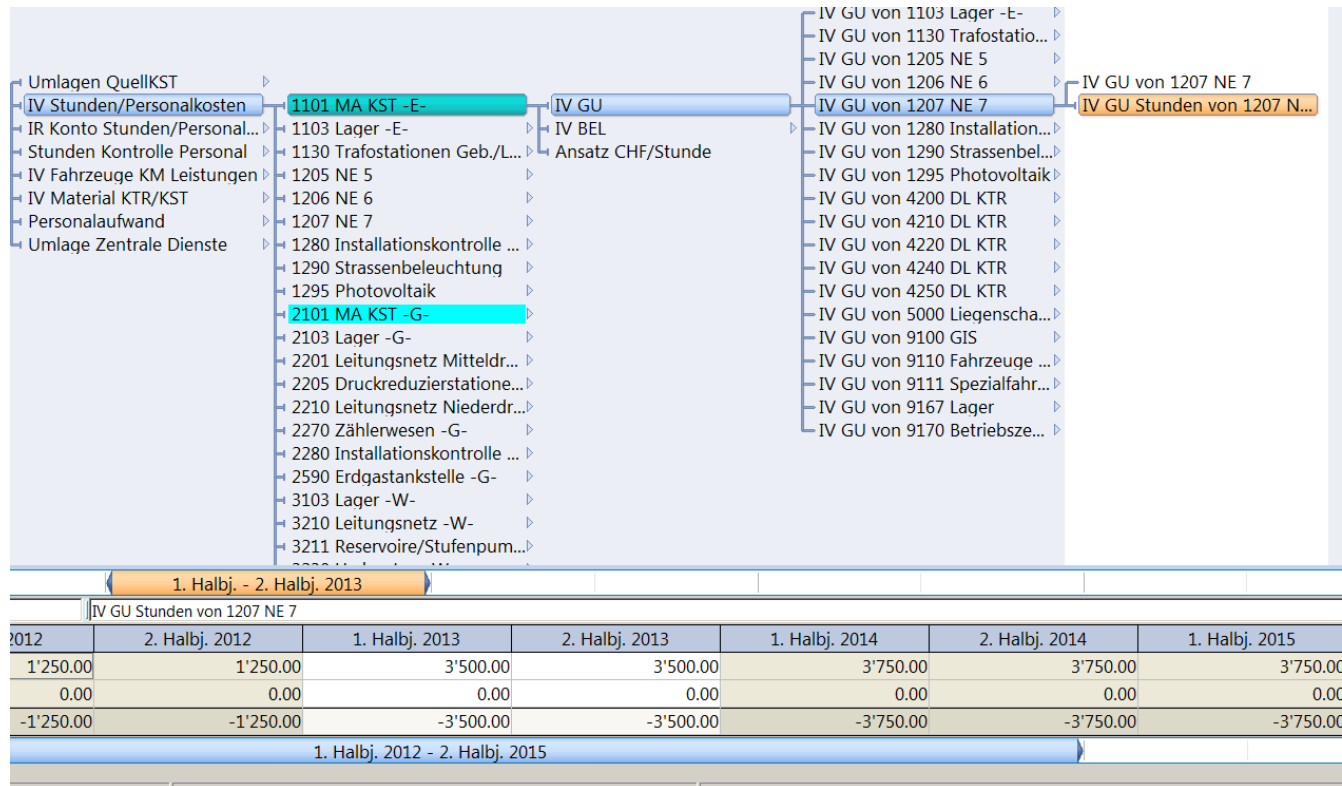 Umlagen QuellKST
IV Stunden/Personalkosten
IR Konto Stunden/Personal...
Stunden Kontrolle Personal
IV Fahrzeuge KM Leistungen
IV Material KTR/KST
Personalaufwand
Umlage Zentrale Dienste
1101 MA KST -E-
1103 Lager -E-
1130 Trafostationen Geb./L...
1205 NE 5
1206 NE 6
1207 NE 7
1280 Installationskontrolle ...
1290 Strassenbeleuchtung
1295 Photovoltaik
2101 MA KST -G-
2103 Lager -G-
2201 Leitungsnetz Mitteldr...
2205 Druckreduzierstatione...
2210 Leitungsnetz Niederdr...
2270 Zählerwesen -G-
2280 Installationskontrolle ...
2590 Erdgastankstelle -G-
3103 Lager -W-
3210 Leitungsnetz -W-
3211 Reservoire/Stufenpum...
IV GU
IV BEL
Ansatz CHF/Stunde
IV GU von 1103 Lager -E-
IV GU von 1130 Trafostatio...
IV GU von 1205 NE 5
IV GU von 1206 NE 6
IV GU von 1207 NE 7
IV GU von 1280 Installation...
IV GU von 1290 Strassenbel...
IV GU von 1295 Photovoltaik
IV GU von 4200 DL KTR
IV GU von 4210 DL KTR
IV GU von 4220 DL KTR
IV GU von 4240 DL KTR
IV GU von 4250 DL KTR
IV GU von 5000 Liegenscha...
IV GU von 9100 GIS
IV GU von 9110 Fahrzeuge ...
IV GU von 9111 Spezialfahr...
IV GU von 9167 Lager
IV GU von 9170 Betriebsze...
IV GU von 1207 NE 7
IV GU Stunden von 1207 N...
1. Halbj. - 2. Halbj. 2013
IV GU Stunden von 1207 NE 7
2012 2. Halbj. 2012 1. Halbj. 2013 2. Halbj. 2013 1. Halbj. 2014 2. Halbj. 2014 1. Halbj. 2015
1'250.00 1'250.00 3'500.00 3'500.00 3'750.00 3'750.00 3'750.00
0.00 0.00 0.00 0.00 0.00 0.00 0.00
-1'250.00 -1'250.00 -3'500.00 -3'500.00 -3'750.00 -3'750.00 -3'750.00
1. Halbj. 2012 - 2. Halbj. 2015